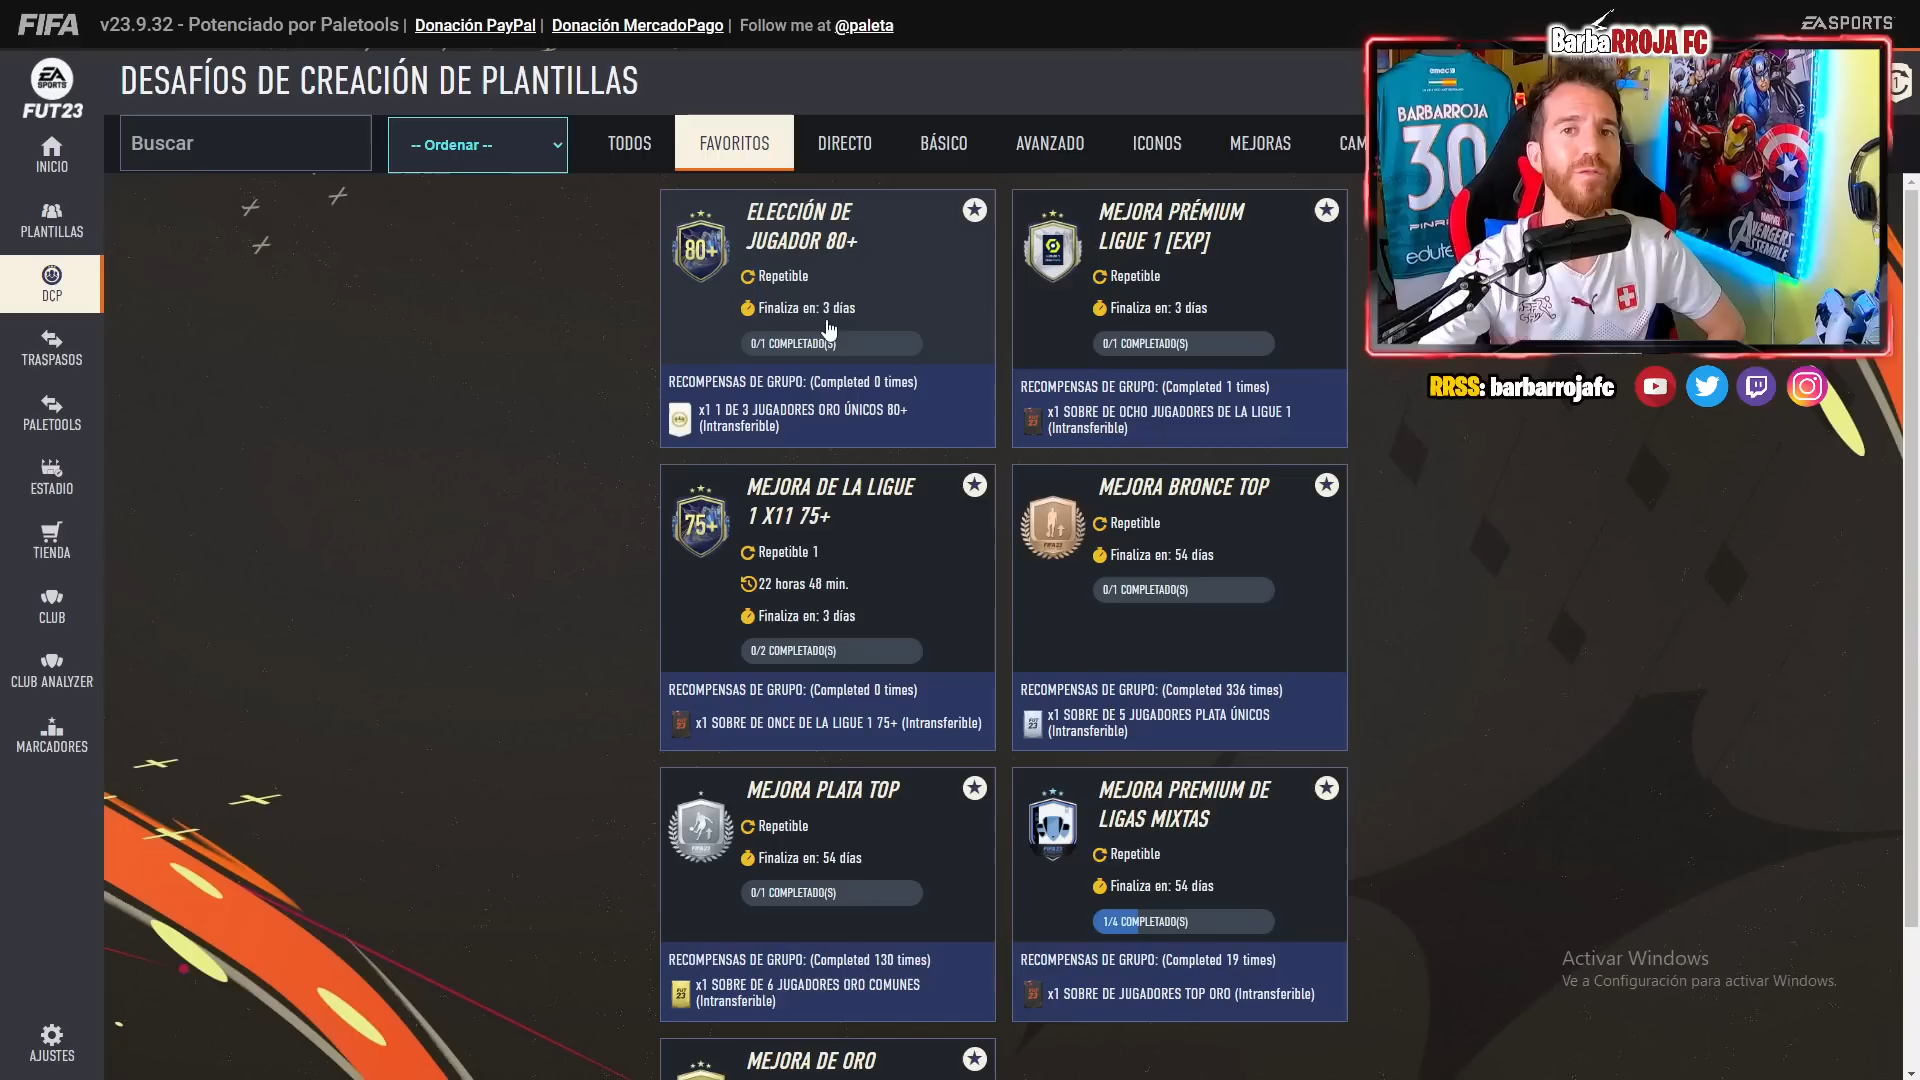 FIFA v23.9.32 - Potenciado por Paletools | Donación PayPal | Donación MercadoPago | Follow me at @paleta
EA SPORTS
BarbaRROJA FC
EA SPORTS
FUT23
DESAFÍOS DE CREACIÓN DE PLANTILLAS
Buscar
-- Ordenar --
TODOS
FAVORITOS
DIRECTO
BÁSICO
AVANZADO
ICONOS
MEJORAS
CAM
INICIO
PLANTILLAS
DCP
TRASPASOS
PALETOOLS
ESTADIO
TIENDA
CLUB
CLUB ANALYZER
MARCADORES
AJUSTES
80+
ELECCIÓN DE
JUGADOR 80+
Repetible
Finaliza en: 3 días
0/1 COMPLETADO(S)
RECOMPENSAS DE GRUPO: (Completed 0 times)
x1 1 DE 3 JUGADORES ORO ÚNICOS 80+
(Intransferible)
MEJORA PRÉMIUM
LIGUE 1 [EXP]
Repetible
Finaliza en: 3 días
0/1 COMPLETADO(S)
RECOMPENSAS DE GRUPO: (Completed 1 times)
x1 SOBRE DE OCHO JUGADORES DE LA LIGUE 1
(Intransferible)
75+
MEJORA DE LA LIGUE
1 X11 75+
Repetible 1
22 horas 48 min.
Finaliza en: 3 días
0/2 COMPLETADO(S)
RECOMPENSAS DE GRUPO: (Completed 0 times)
x1 SOBRE DE ONCE DE LA LIGUE 1 75+ (Intransferible)
MEJORA BRONCE TOP
Repetible
Finaliza en: 54 días
0/1 COMPLETADO(S)
RECOMPENSAS DE GRUPO: (Completed 336 times)
x1 SOBRE DE 5 JUGADORES PLATA ÚNICOS
(Intransferible)
MEJORA PLATA TOP
Repetible
Finaliza en: 54 días
0/1 COMPLETADO(S)
RECOMPENSAS DE GRUPO: (Completed 130 times)
x1 SOBRE DE 6 JUGADORES ORO COMUNES
(Intransferible)
MEJORA PREMIUM DE
LIGAS MIXTAS
Repetible
Finaliza en: 54 días
1/4 COMPLETADO(S)
RECOMPENSAS DE GRUPO: (Completed 19 times)
x1 SOBRE DE JUGADORES TOP ORO (Intransferible)
MEJORA DE ORO
BARBARROJA
30
MARVEL
AVENGERS
ASSEMBLE
RRSS: barbarrojafc
Activar Windows
Ve a Configuración para activar Windows.